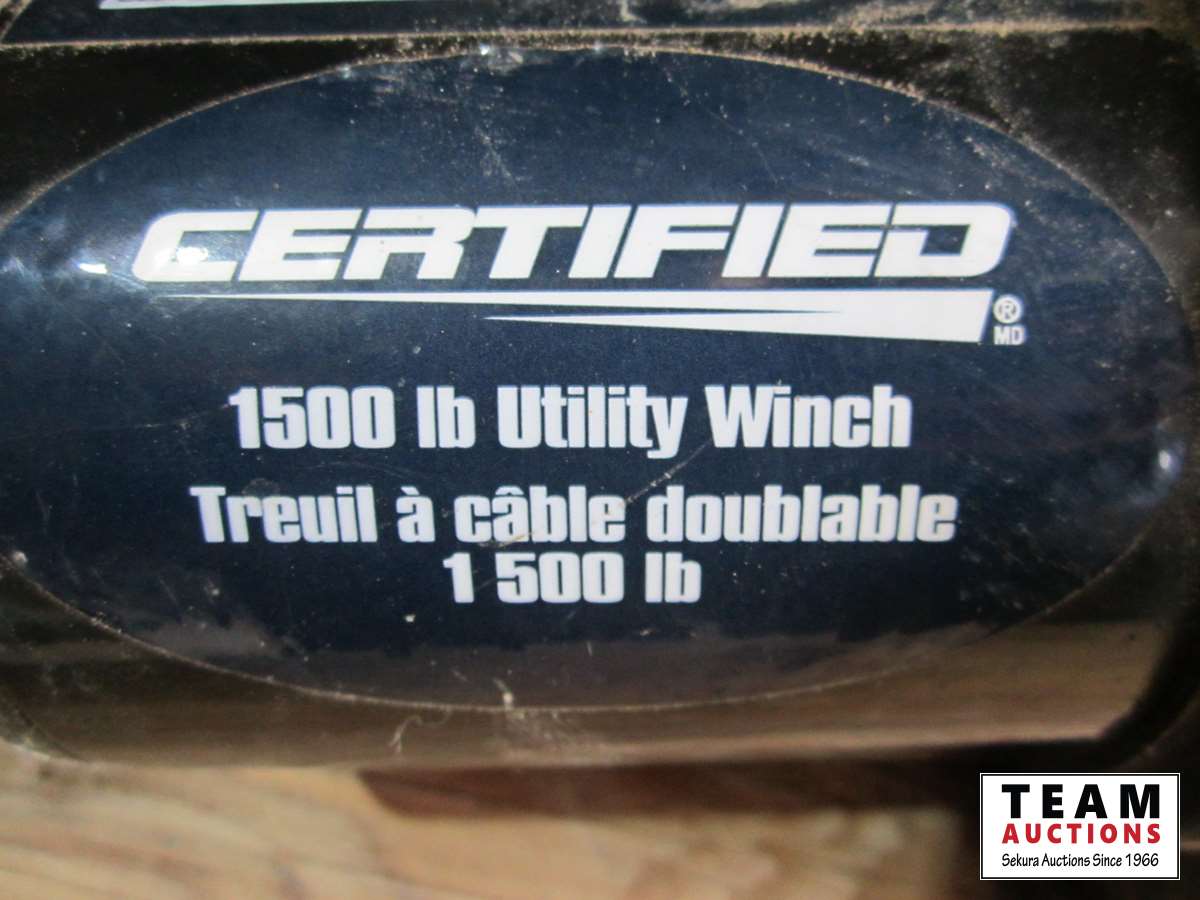 CERTIFIED
®
MD
1500 lb Utility Winch
Treuil à câble doublable
1 500 lb
TEAM
AUCTIONS
Sekura Auctions Since 1966